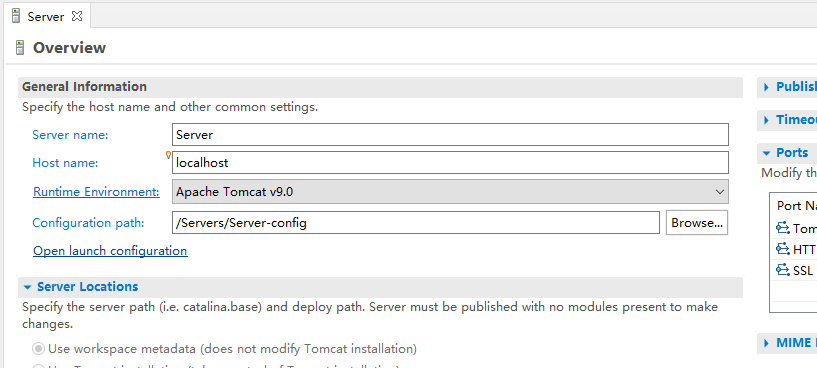 Server
Overview
General Information
Specify the host name and other common settings.
Server name:
Server
Host name:
localhost
Runtime Environment:
Apache Tomcat v9.0
Configuration path:
/Servers/Server-config
Browse...
Open launch configuration
Server Locations
Specify the server path (i.e. catalina.base) and deploy path. Server must be published with no modules present to make
changes.
Use workspace metadata (does not modify Tomcat installation)
Publish
Timeou
Ports
Modify th
Port Na
Tom
HTT
SSL
MIME